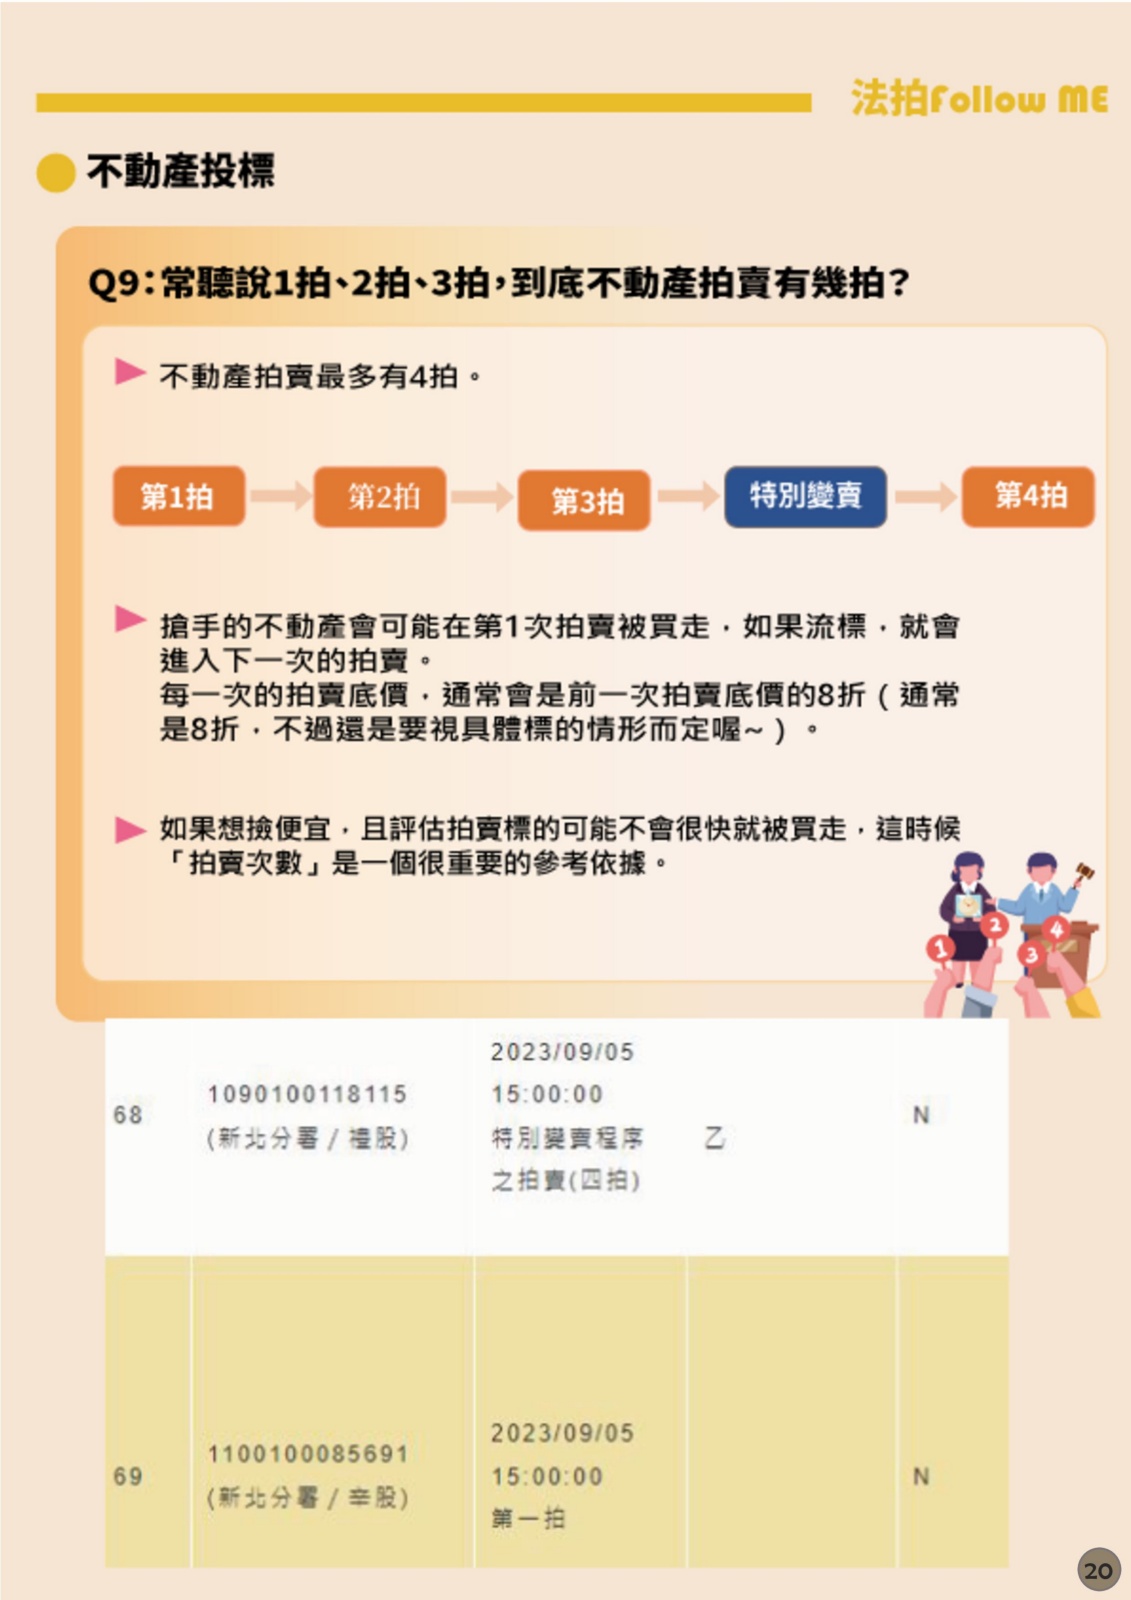 法拍Follow ME
不動產投標
Q9：常聽說1拍、2拍、3拍，到底不動產拍賣有幾拍？
不動產拍賣最多有4拍。
第1拍 第2拍 第3拍 特別變賣 第4拍
搶手的不動產會可能在第1次拍賣被買走，如果流標，就會
進入下一次的拍賣。
每一次的拍賣底價，通常會是前一次拍賣底價的8折（通常
是8折，不過還是要視具體標的情形而定喔~）。
如果想撿便宜，且評估拍賣標的可能不會很快就被買走，這時候
「拍賣次數」是一個很重要的參考依據。
1 2 3 4
68
1090100118115
(新北分署 / 禮股)
2023/09/05
15:00:00
特別變賣程序
之拍賣(四拍)
乙
N
69
1100100085691
(新北分署 / 辛股)
2023/09/05
15:00:00
第一拍
N
20